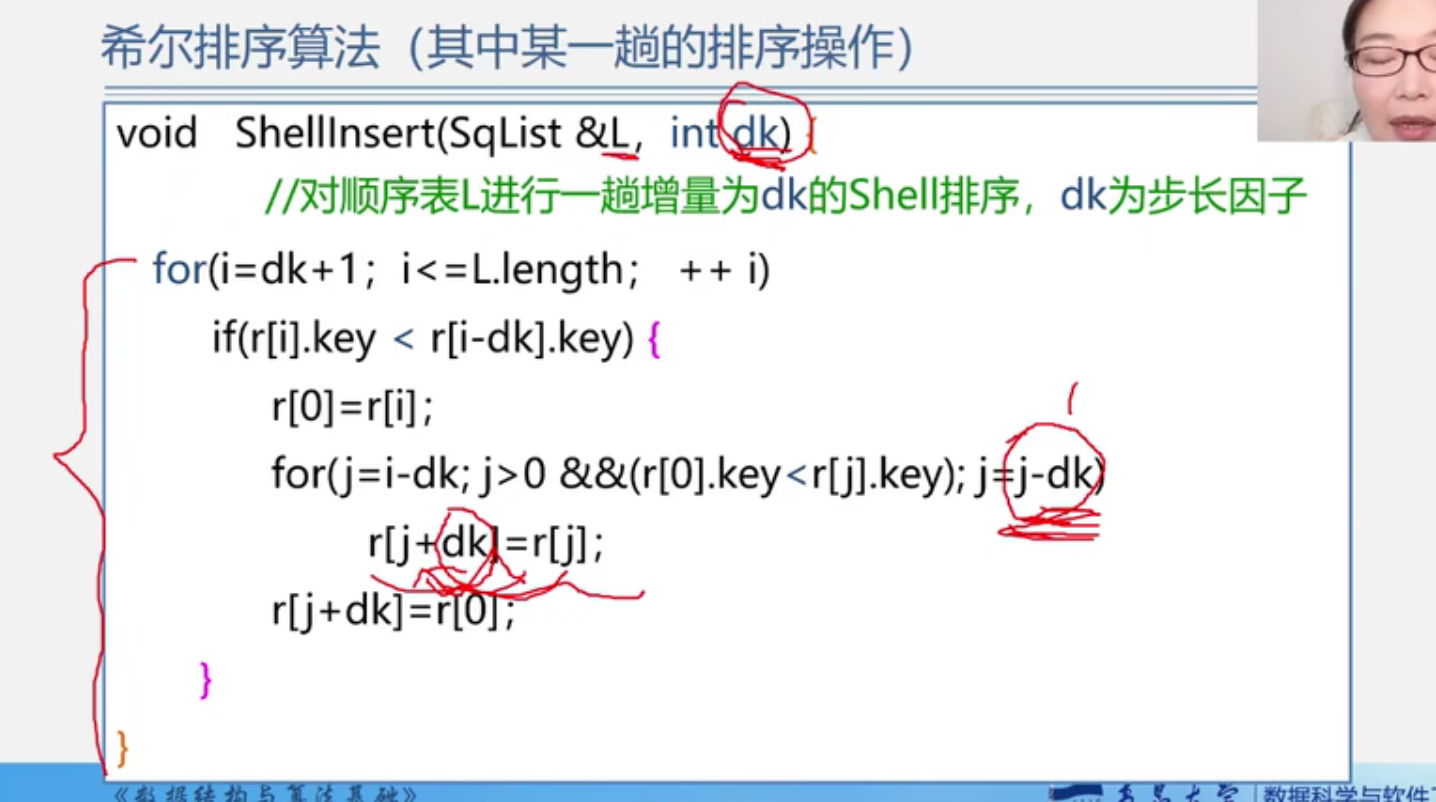 希尔排序算法（其中某一趟的排序操作）
void ShellInsert(SqList &L, int dk) {
//对顺序表L进行一趟增量为dk的Shell排序，dk为步长因子
for(i=dk+1; i<=L.length; ++ i)
if(r[i].key < r[i-dk].key) {
r[0]=r[i];
for(j=i-dk; j>0 &&(r[0].key<r[j].key); j=j-dk)
r[j+dk]=r[j];
r[j+dk]=r[0];
}
}
《数据结构与算法基础》
青岛大学 数据科学与软件